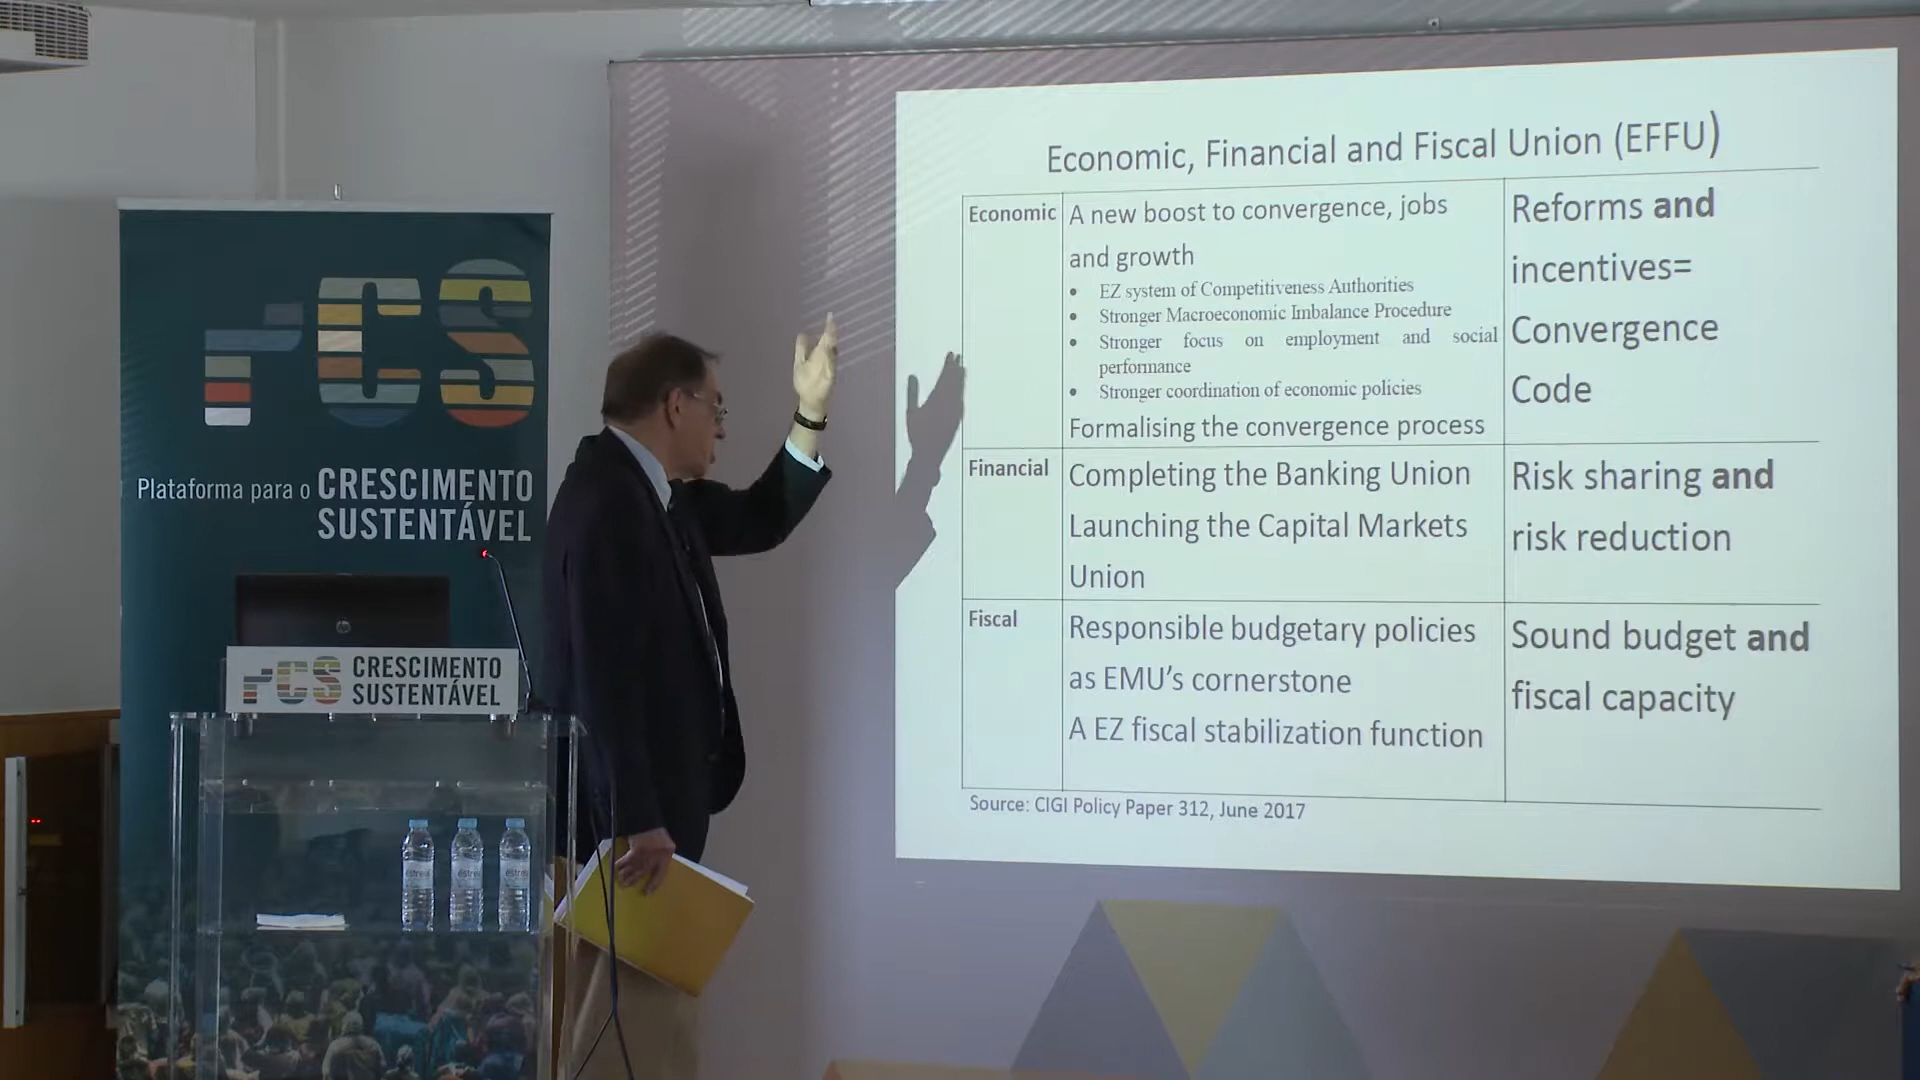 rCS
Plataforma para o CRESCIMENTO
SUSTENTÁVEL
rCS CRESCIMENTO
SUSTENTÁVEL
Economic, Financial and Fiscal Union (EFFU)
Economic
A new boost to convergence, jobs
and growth
• EZ system of Competitiveness Authorities
• Stronger Macroeconomic Imbalance Procedure
• Stronger focus on employment and social
performance
• Stronger coordination of economic policies
Formalising the convergence process
Reforms and
incentives=
Convergence
Code
Financial
Completing the Banking Union
Launching the Capital Markets
Union
Risk sharing and
risk reduction
Fiscal
Responsible budgetary policies
as EMU's cornerstone
A EZ fiscal stabilization function
Sound budget and
fiscal capacity
Source: CIGI Policy Paper 312, June 2017